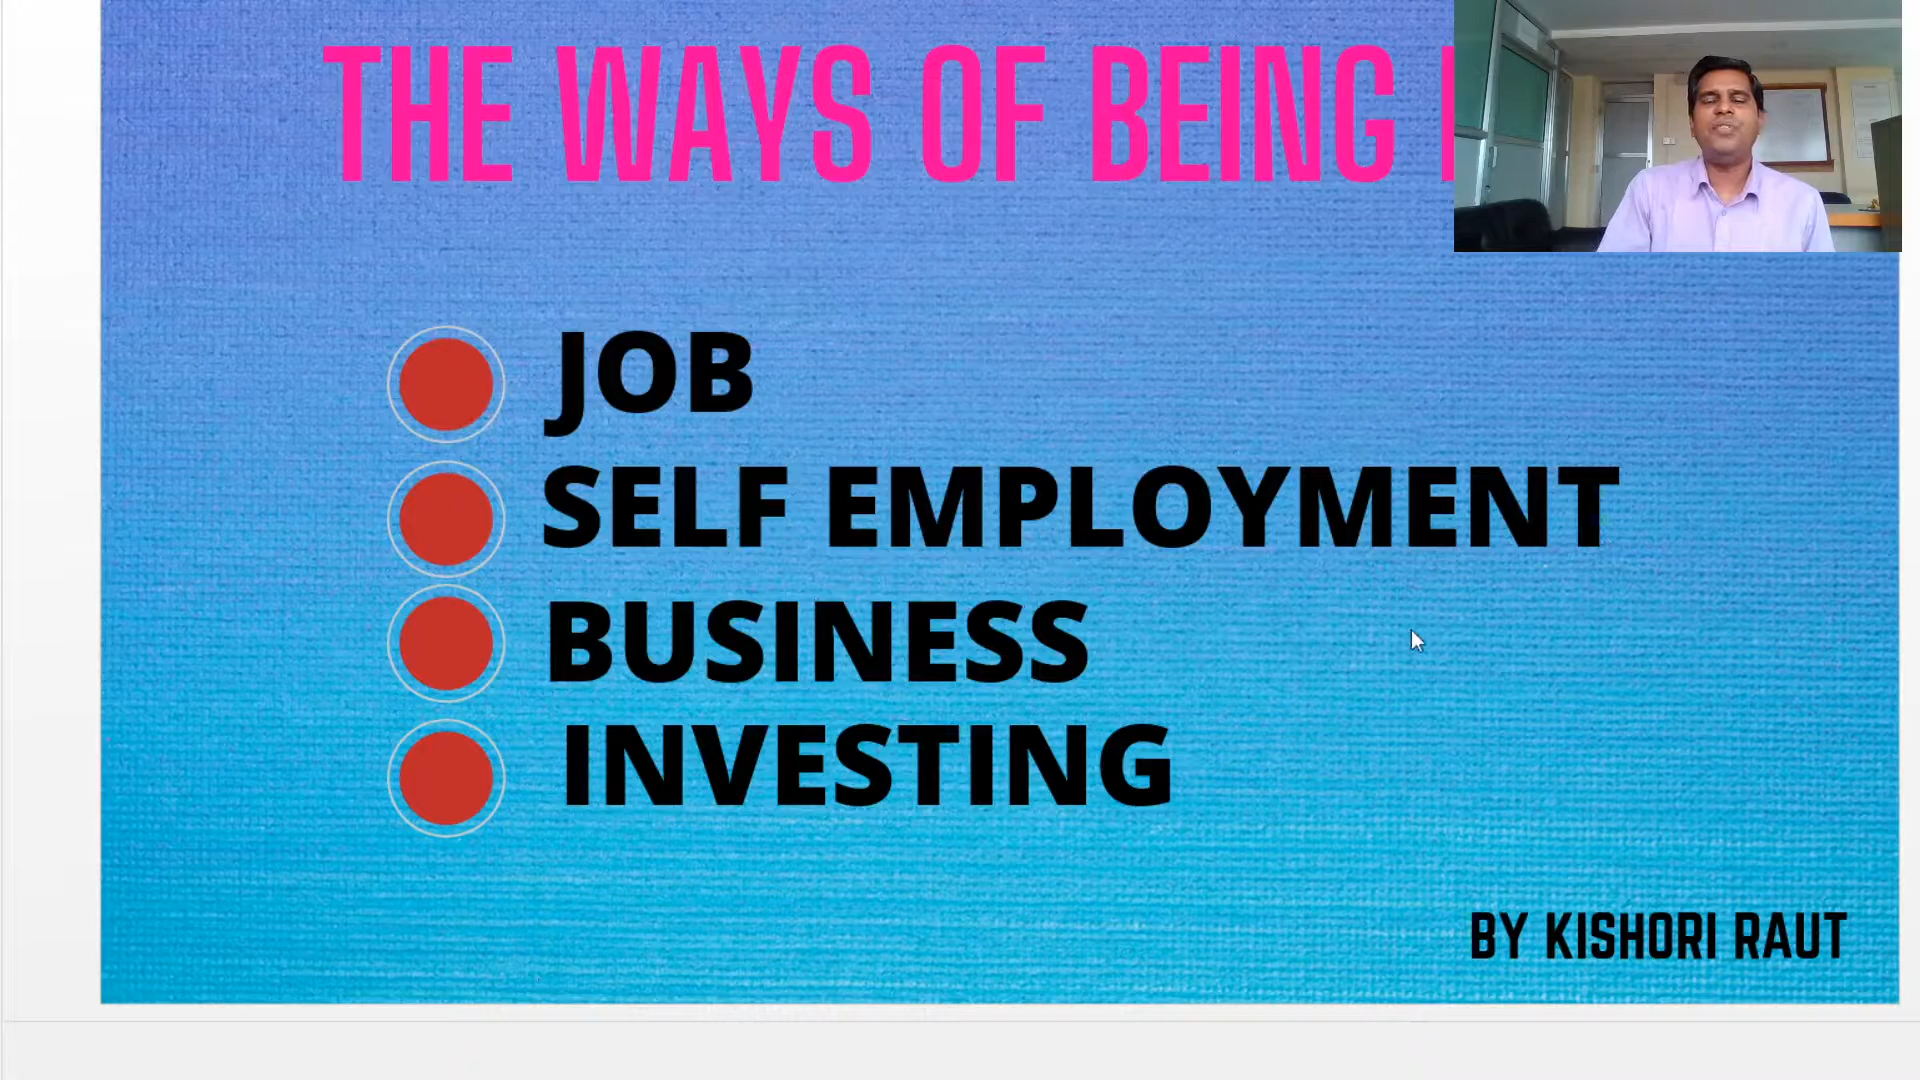 THE WAYS OF BEING
JOB
SELF EMPLOYMENT
BUSINESS
INVESTING
BY KISHORI RAUT